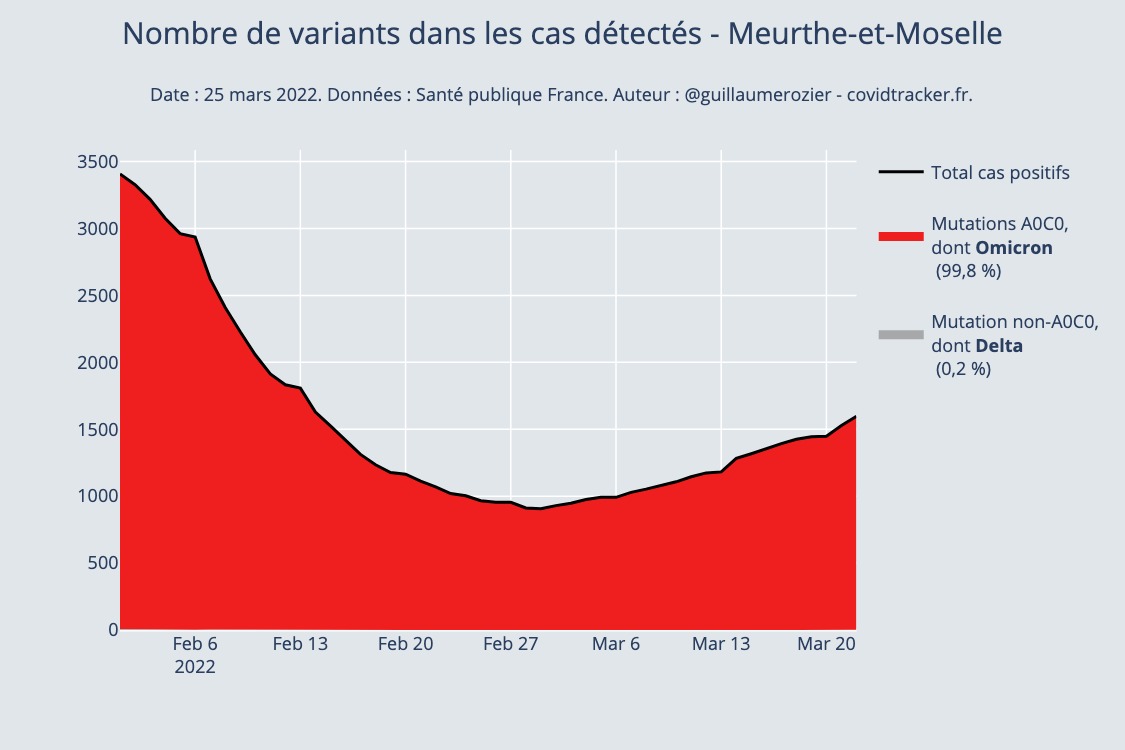 Nombre de variants dans les cas détectés - Meurthe-et-Moselle
Date : 25 mars 2022. Données : Santé publique France. Auteur : @guillaumerozier - covidtracker.fr.
3500
3000
2500
2000
1500
1000
500
0
Feb 6
2022
Feb 13
Feb 20
Feb 27
Mar 6
Mar 13
Mar 20
Total cas positifs
Mutations A0C0,
dont Omicron
(99,8 %)
Mutation non-A0C0,
dont Delta
(0,2 %)